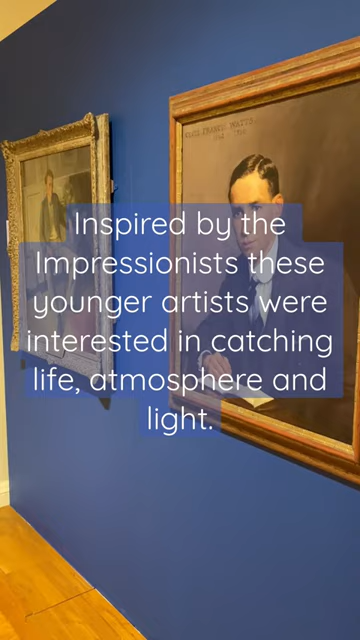 Inspired by the
Impressionists these
younger artists were
interested in catching
life, atmosphere and
light.